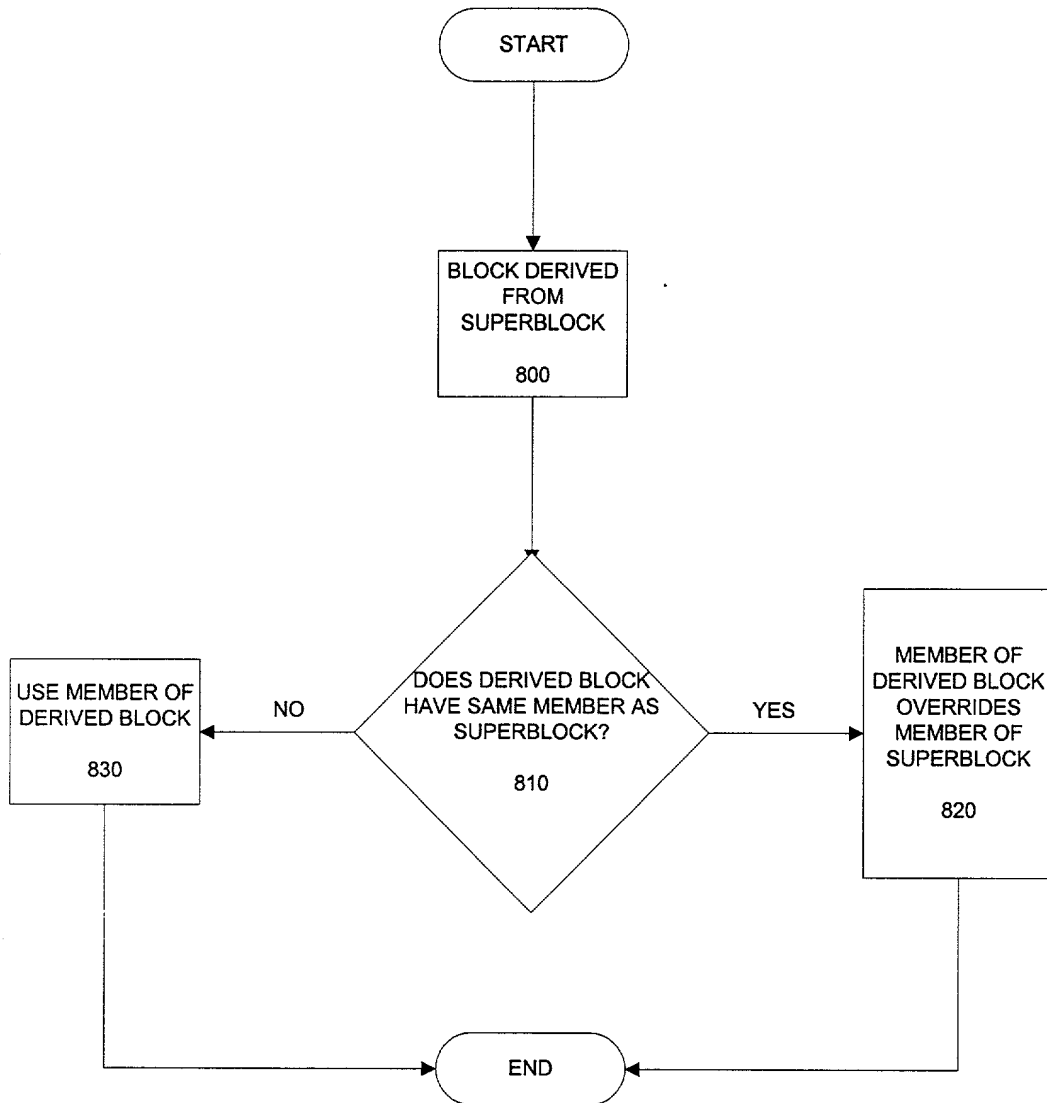 START
BLOCK DERIVED
FROM
SUPERBLOCK
800
DOES DERIVED BLOCK
HAVE SAME MEMBER AS
SUPERBLOCK?
810
NO
YES
USE MEMBER OF
DERIVED BLOCK
830
MEMBER OF
DERIVED BLOCK
OVERRIDES
MEMBER OF
SUPERBLOCK
820
END